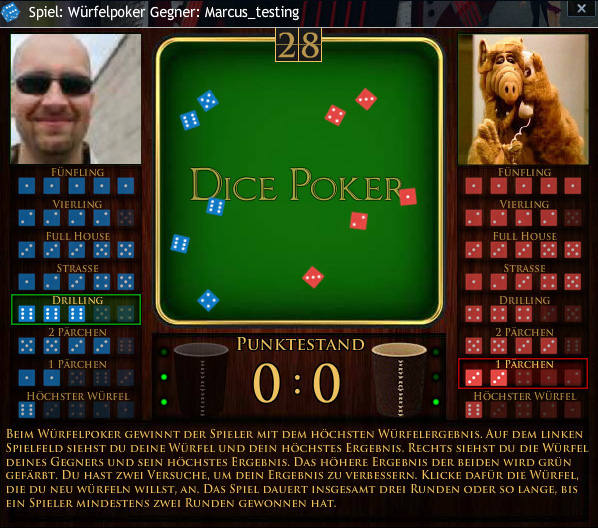 Spiel: Würfelpoker Gegner: Marcus_testing
28
Fünfling
Vierling
Full House
Strasse
Drilling
2 Pärchen
1 Pärchen
Höchster Würfel
Dice Poker
Fünfling
Vierling
Full House
Strasse
Drilling
2 Pärchen
1 Pärchen
Höchster Würfel
Punktestand
0 : 0
Beim Würfelpoker gewinnt der Spieler mit dem höchsten Würfelergebnis. Auf dem linken
Spielfeld siehst du deine Würfel und dein höchstes Ergebnis. Rechts siehst du die Würfel
deines Gegners und sein höchstes Ergebnis. Das höhere Ergebnis der beiden wird grün
gefärbt. Du hast zwei Versuche, um dein Ergebnis zu verbessern. Klicke dafür die Würfel,
die du neu würfeln willst, an. Das Spiel dauert insgesamt drei Runden oder so lange, bis
ein Spieler mindestens zwei Runden gewonnen hat.